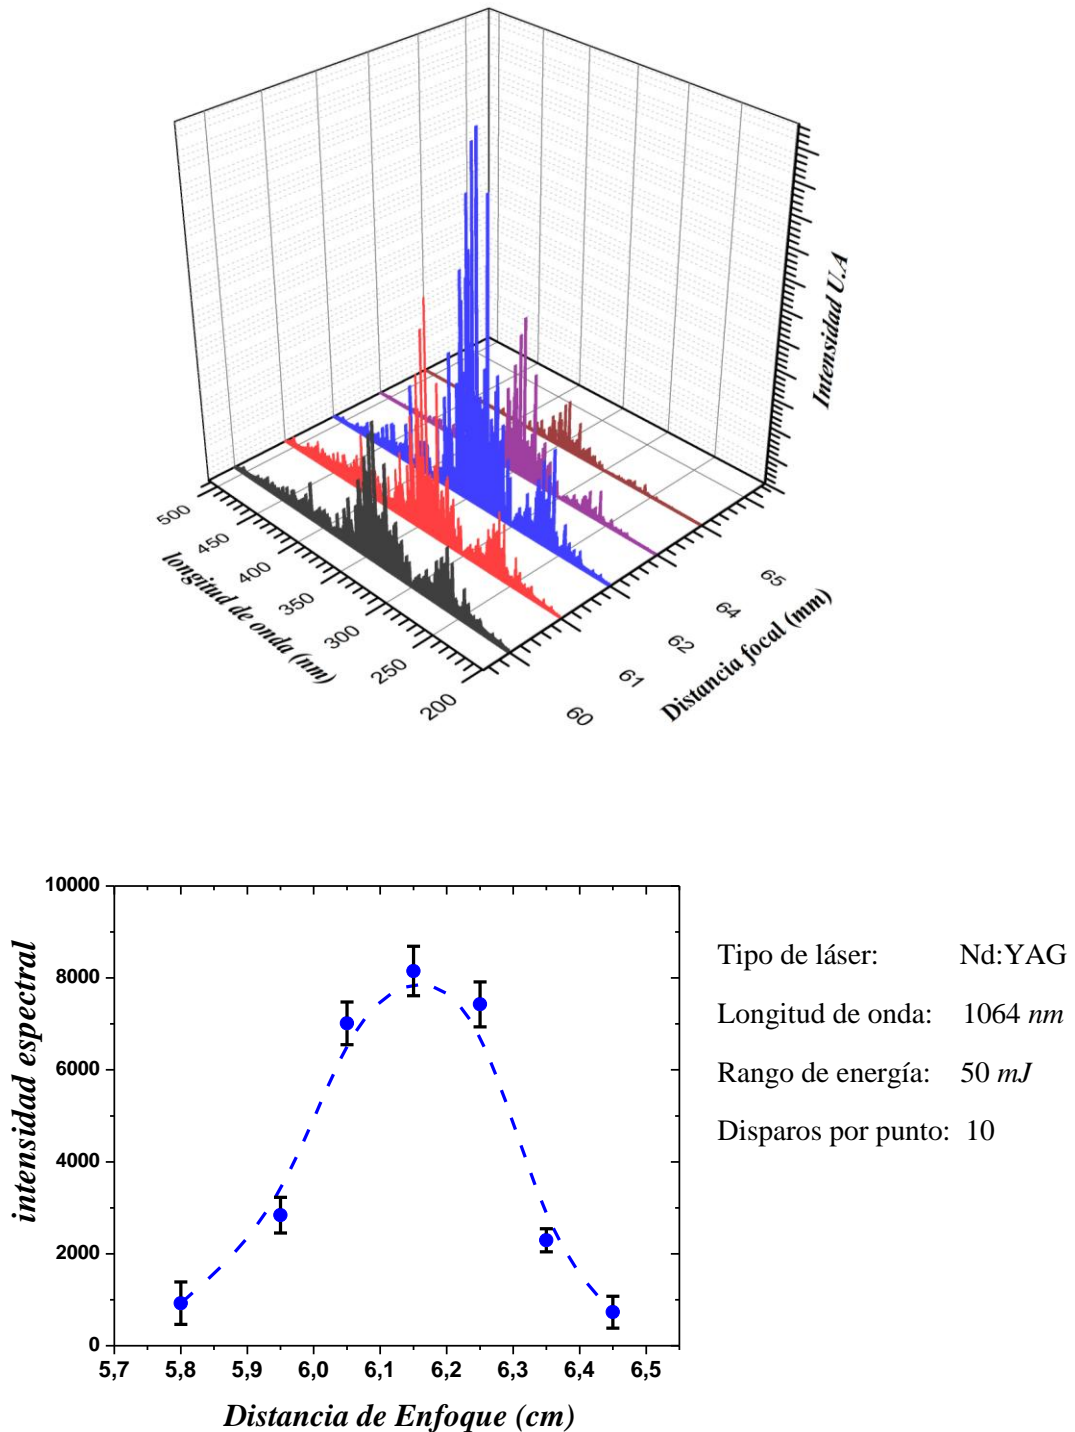 Intensidad U.A
500
450
400
350
300
250
200
longitud de onda (nm)
60
61
62
64
65
Distancia focal (mm)
10000
8000
6000
4000
2000
0
intensidad espectral
5,7 5,8 5,9 6,0 6,1 6,2 6,3 6,4 6,5
Distancia de Enfoque (cm)
Tipo de láser: Nd:YAG
Longitud de onda: 1064 nm
Rango de energía: 50 mJ
Disparos por punto: 10